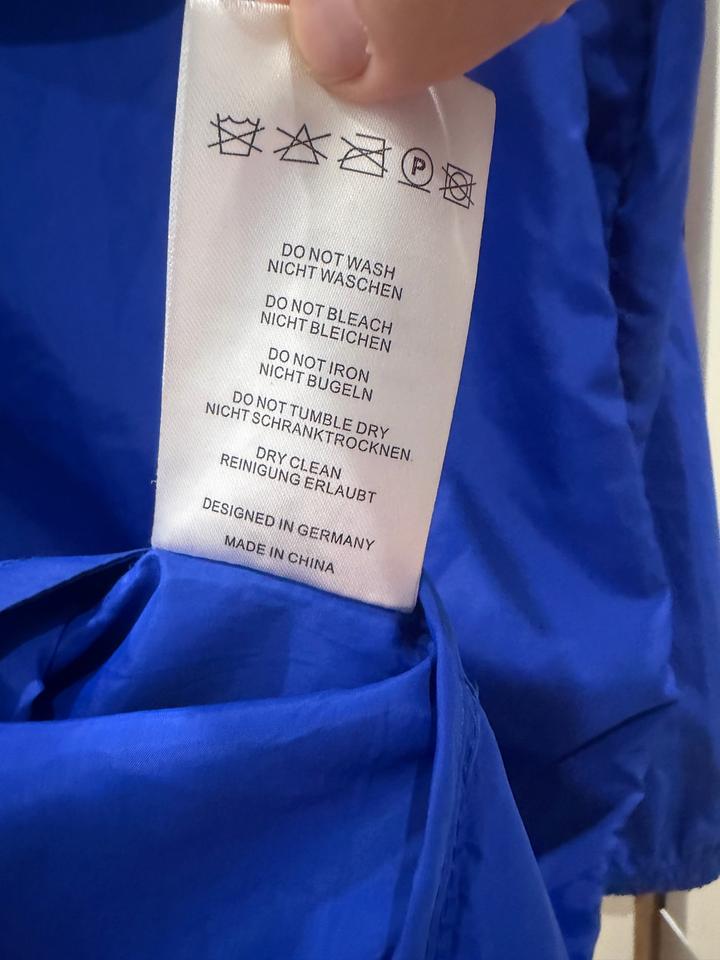 P
DO NOT WASH
NICHT WASCHEN
DO NOT BLEACH
NICHT BLEICHEN
DO NOT IRON
NICHT BUGELN
DO NOT TUMBLE DRY
NICHT SCHRANKTROCKNEN
DRY CLEAN
REINIGUNG ERLAUBT
DESIGNED IN GERMANY
MADE IN CHINA